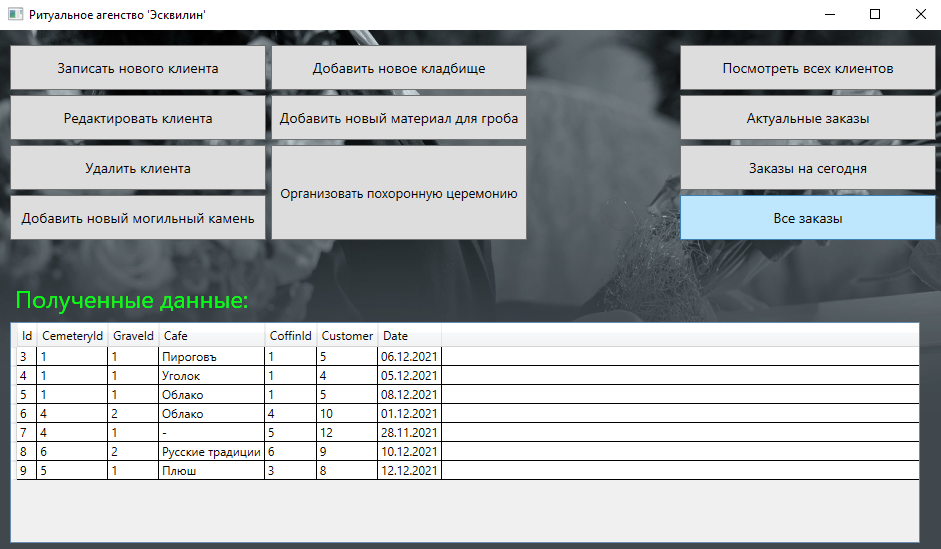 Ритуальное агенство 'Эсквилин'
Записать нового клиента
Добавить новое кладбище
Посмотреть всех клиентов
Редактировать клиента
Добавить новый материал для гроба
Актуальные заказы
Удалить клиента
Организовать похоронную церемонию
Заказы на сегодня
Добавить новый могильный камень
Все заказы
Полученные данные:
Id CemeteryId GraveId Cafe CoffinId Customer Date
3 1 1 Пироговъ 1 5 06.12.2021
4 1 1 Уголок 1 4 05.12.2021
5 1 1 Облако 1 5 08.12.2021
6 4 2 Облако 4 10 01.12.2021
7 4 1 - 5 12 28.11.2021
8 6 2 Русские традиции 6 9 10.12.2021
9 5 1 Плюш 3 8 12.12.2021